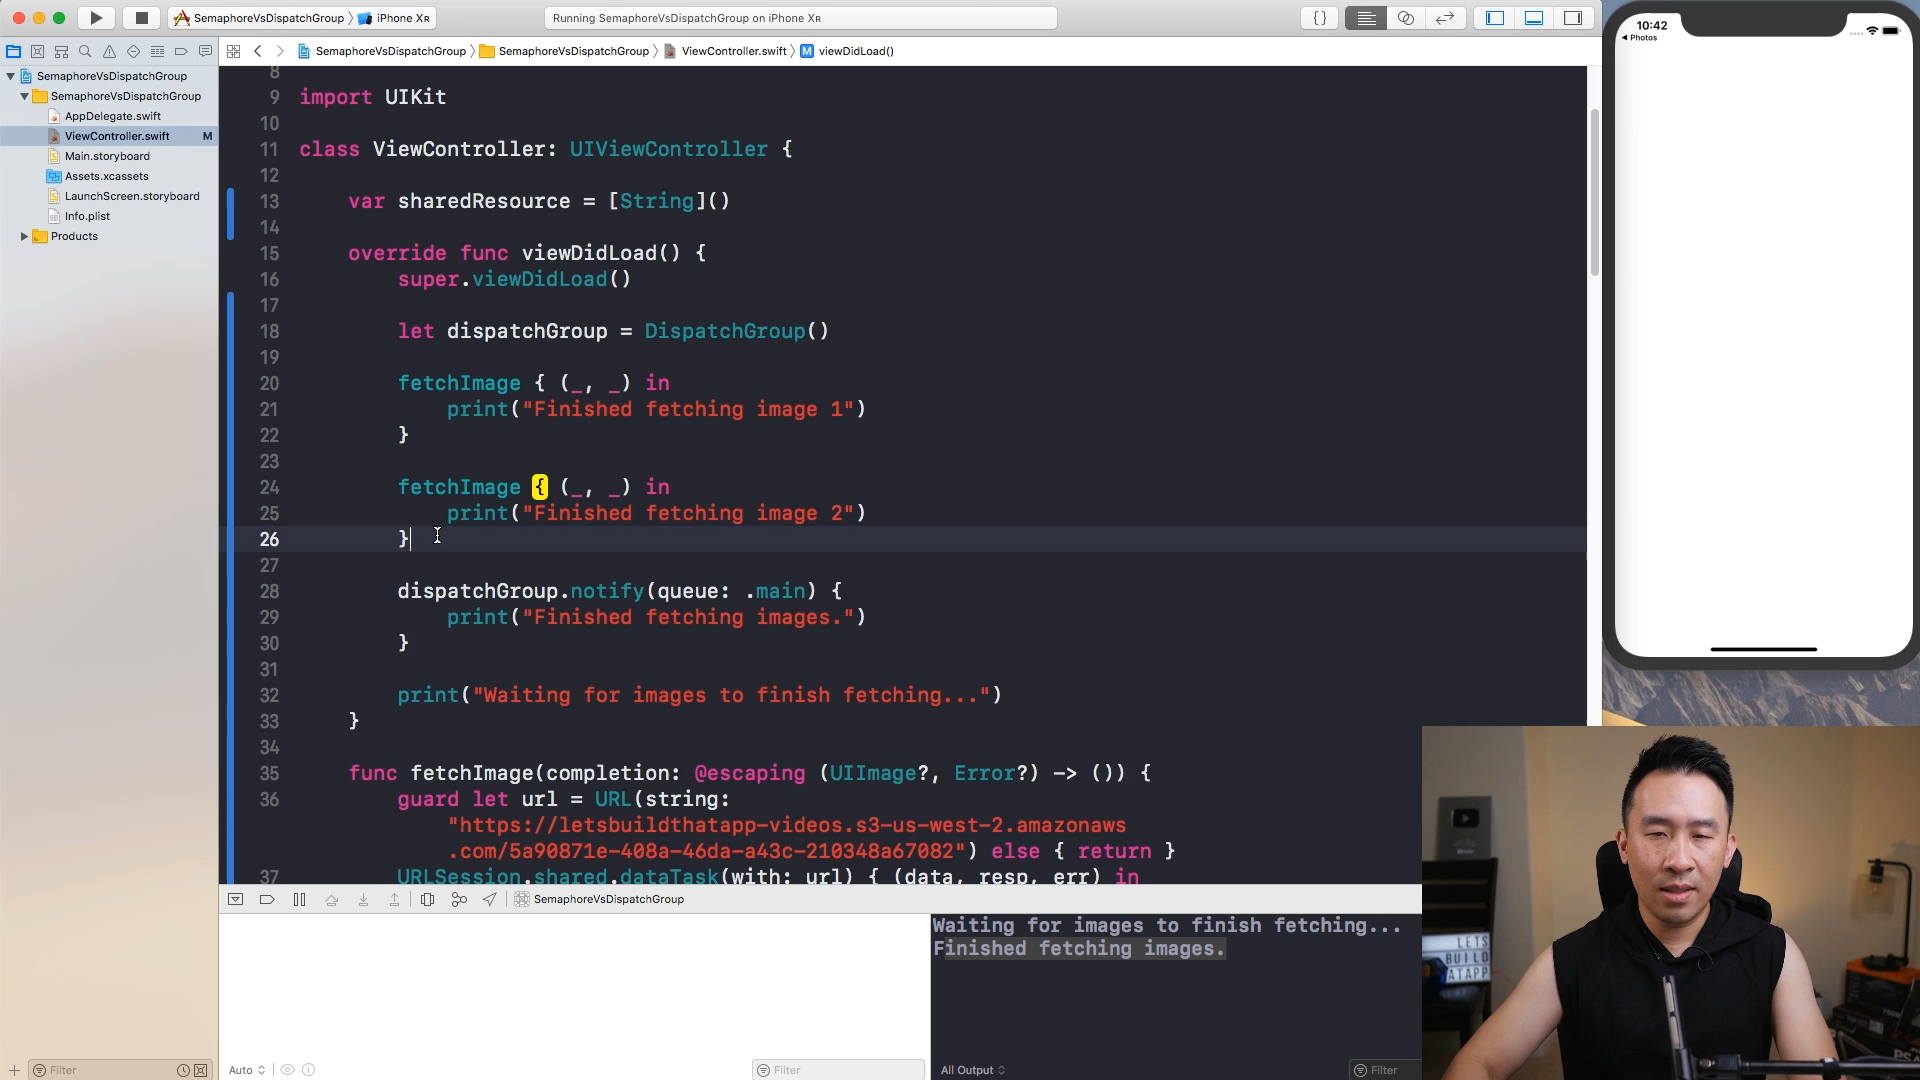 SemaphoreVsDispatchGroup 〉 iPhone XR
Running SemaphoreVsDispatchGroup on iPhone XR
SemaphoreVsDispatchGroup 〉 SemaphoreVsDispatchGroup 〉 ViewController.swift 〉 M viewDidLoad()
SemaphoreVsDispatchGroup
SemaphoreVsDispatchGroup
AppDelegate.swift
ViewController.swift M
Main.storyboard
Assets.xcassets
LaunchScreen.storyboard
Info.plist
Products
8
9 import UIKit
10
11 class ViewController: UIViewController {
12
13 var sharedResource = [String]()
14
15 override func viewDidLoad() {
16 super.viewDidLoad()
17
18 let dispatchGroup = DispatchGroup()
19
20 fetchImage { (_, _) in
21 print("Finished fetching image 1")
22 }
23
24 fetchImage { (_, _) in
25 print("Finished fetching image 2")
26 }
27
28 dispatchGroup.notify(queue: .main) {
29 print("Finished fetching images.")
30 }
31
32 print("Waiting for images to finish fetching...")
33 }
34
35 func fetchImage(completion: @escaping (UIImage?, Error?) -> ()) {
36 guard let url = URL(string:
"https://letsbuildthatapp-videos.s3-us-west-2.amazonaws
.com/5a90871e-408a-46da-a43c-210348a67082") else { return }
37 URLSession.shared.dataTask(with: url) { (data, resp, err) in
SemaphoreVsDispatchGroup
Waiting for images to finish fetching...
Finished fetching images.
Filter
Auto
Filter
All Output
Filter
10:42
Photos
LETS
BUILD
ATAPP